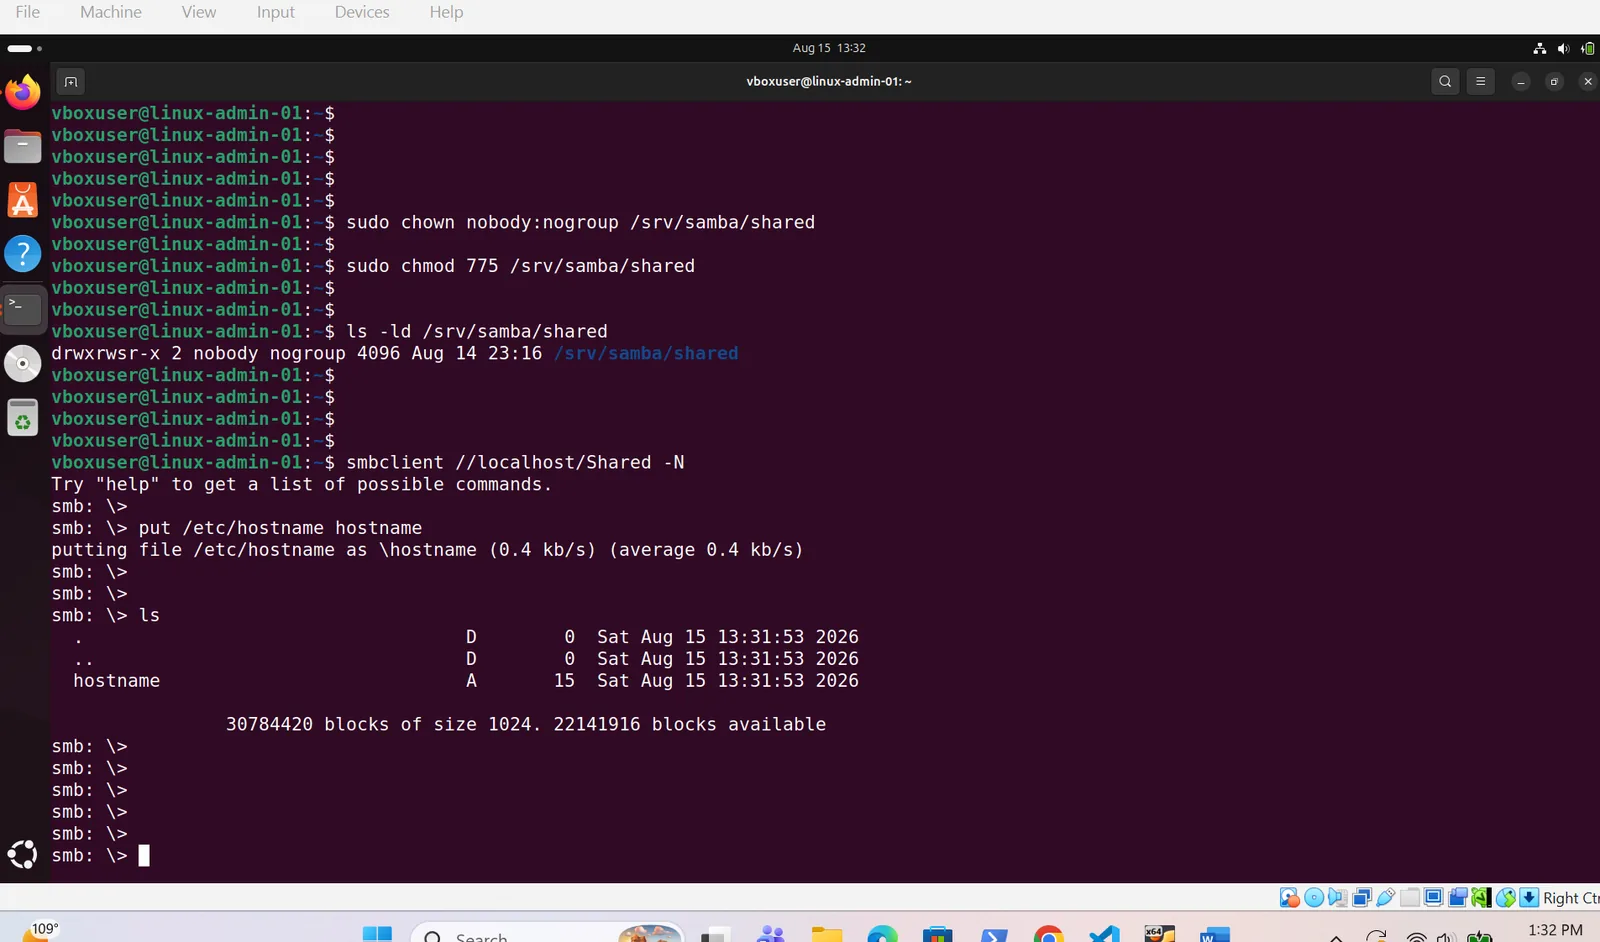 File Machine View Input Devices Help
Aug 15 13:32
vboxuser@linux-admin-01: ~
vboxuser@linux-admin-01:~$
vboxuser@linux-admin-01:~$
vboxuser@linux-admin-01:~$
vboxuser@linux-admin-01:~$
vboxuser@linux-admin-01:~$
vboxuser@linux-admin-01:~$ sudo chown nobody:nogroup /srv/samba/shared
vboxuser@linux-admin-01:~$
vboxuser@linux-admin-01:~$ sudo chmod 775 /srv/samba/shared
vboxuser@linux-admin-01:~$
vboxuser@linux-admin-01:~$
vboxuser@linux-admin-01:~$ ls -ld /srv/samba/shared
drwxrwsr-x 2 nobody nogroup 4096 Aug 14 23:16 /srv/samba/shared
vboxuser@linux-admin-01:~$
vboxuser@linux-admin-01:~$
vboxuser@linux-admin-01:~$
vboxuser@linux-admin-01:~$
vboxuser@linux-admin-01:~$ smbclient //localhost/Shared -N
Try "help" to get a list of possible commands.
smb: \>
smb: \> put /etc/hostname hostname
putting file /etc/hostname as \hostname (0.4 kb/s) (average 0.4 kb/s)
smb: \>
smb: \>
smb: \> ls
  .                                   D        0  Sat Aug 15 13:31:53 2026
  ..                                  D        0  Sat Aug 15 13:31:53 2026
  hostname                            A       15  Sat Aug 15 13:31:53 2026
30784420 blocks of size 1024. 22141916 blocks available
smb: \>
smb: \>
smb: \>
smb: \>
smb: \>
smb: \>
Right Ctr
109°
Search
x64
1:32 PM